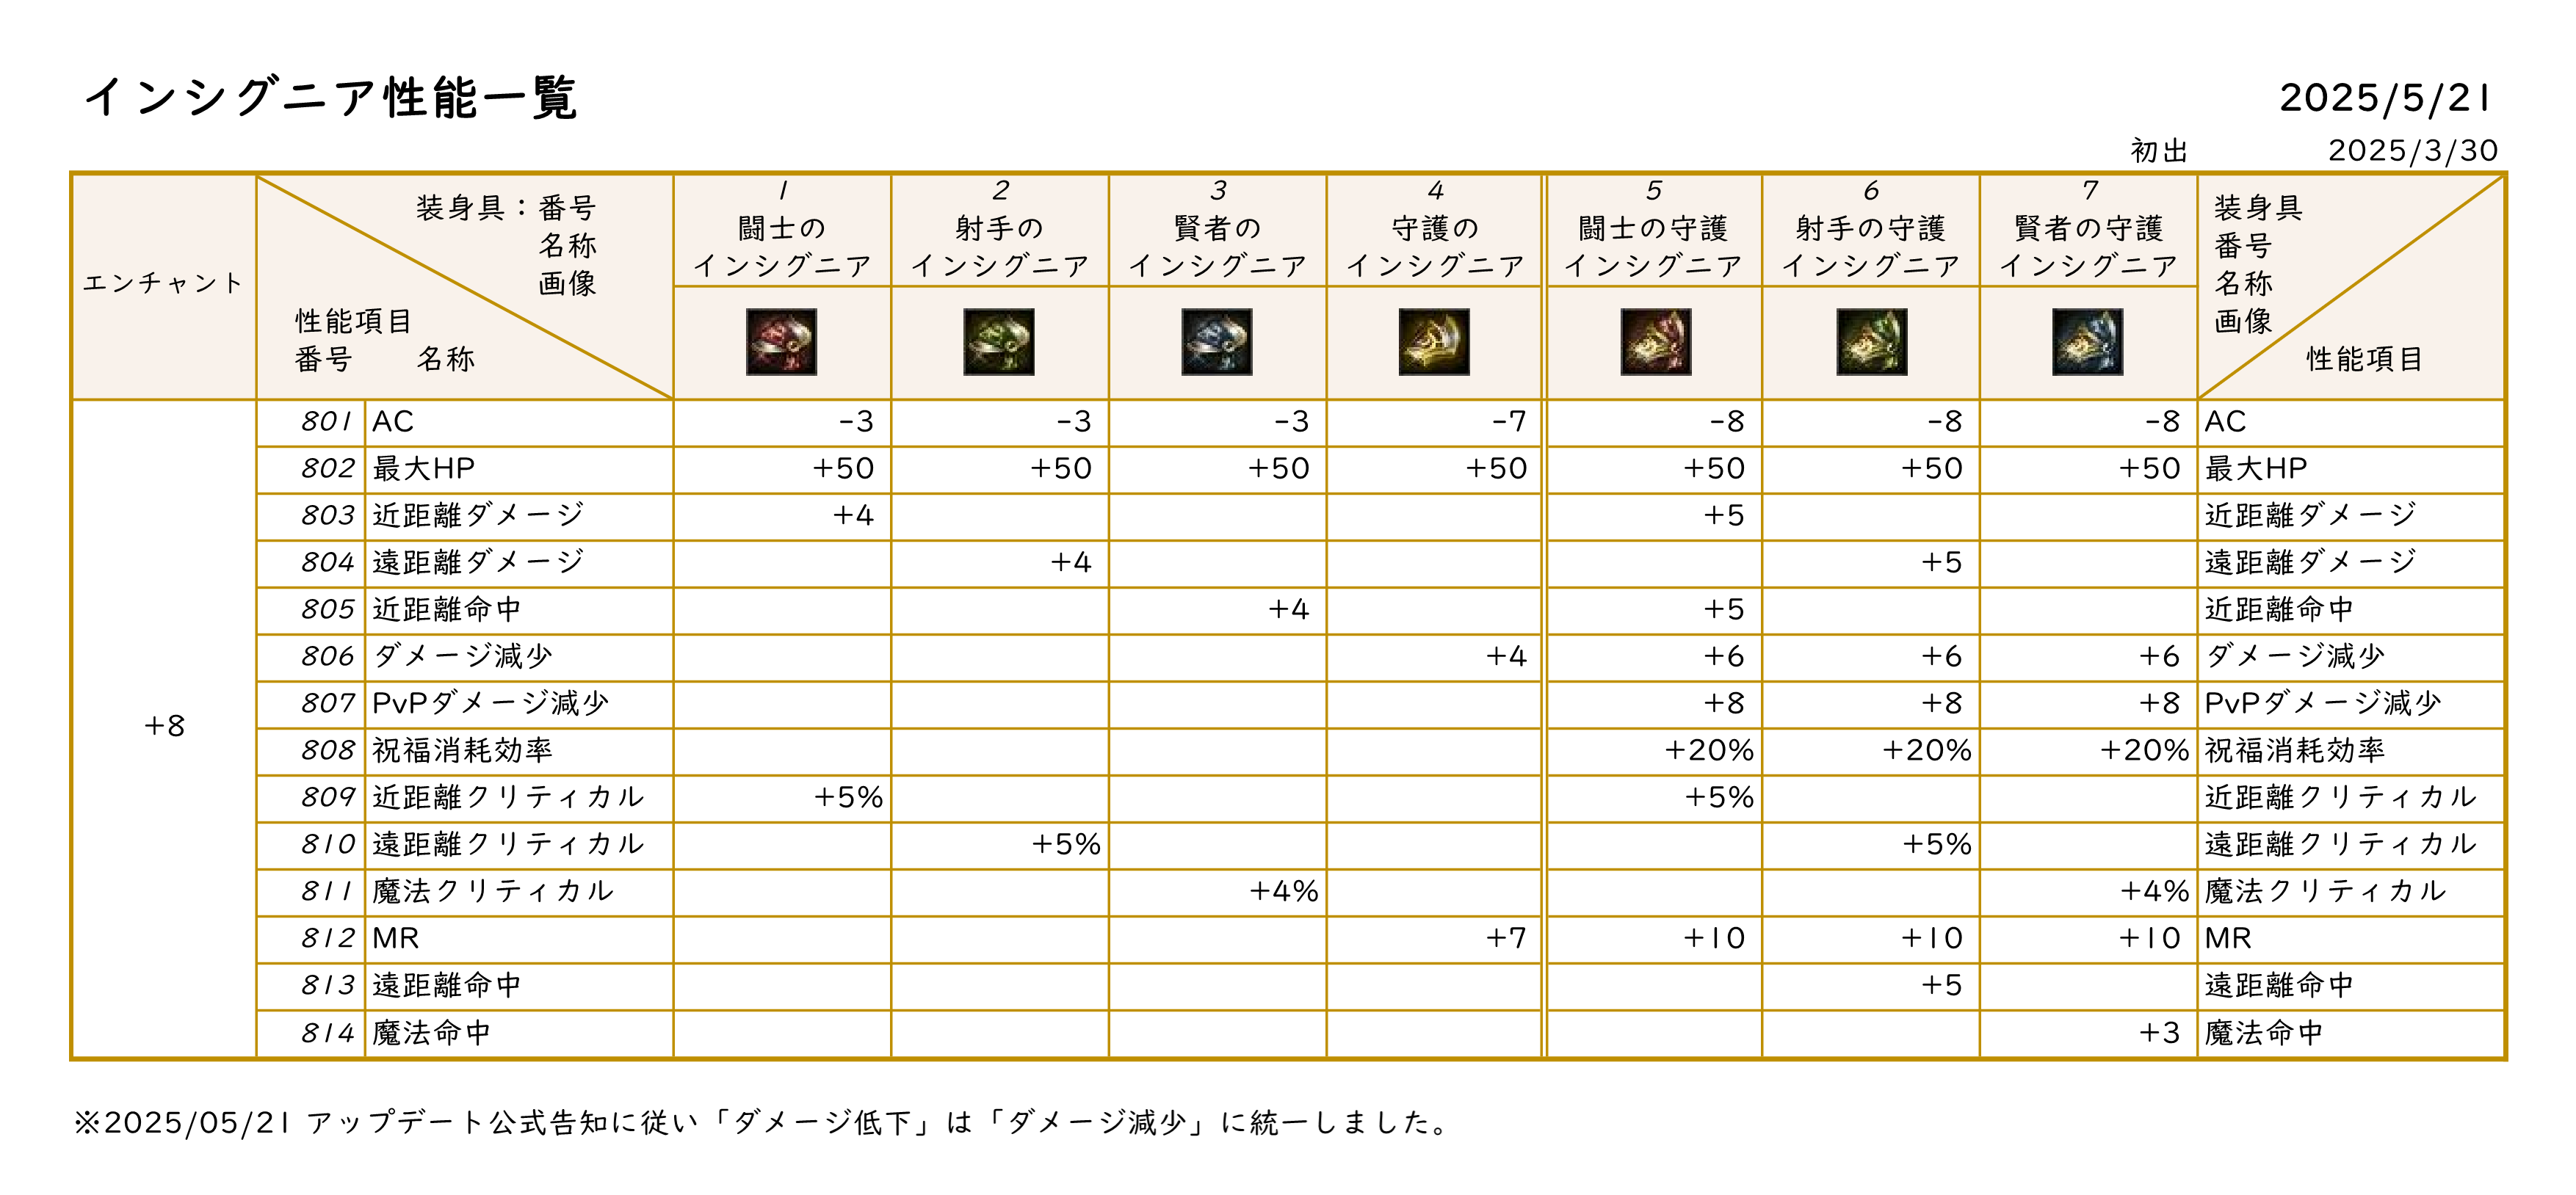 インシグニア性能一覧
2025/5/21
初出 2025/3/30
エンチャント
装身具：番号
名称
画像
性能項目
番号 名称
1 2 3 4 5 6 7
闘士の 射手の 賢者の 守護の 闘士の守護 射手の守護 賢者の守護
インシグニア インシグニア インシグニア インシグニア インシグニア インシグニア インシグニア
装身具
番号
名称
画像
性能項目
+8
801 AC -3 -3 -3 -7 -8 -8 -8 AC
802 最大HP +50 +50 +50 +50 +50 +50 +50 最大HP
803 近距離ダメージ +4 +5 近距離ダメージ
804 遠距離ダメージ +4 +5 遠距離ダメージ
805 近距離命中 +4 +5 近距離命中
806 ダメージ減少 +4 +6 +6 +6 ダメージ減少
807 PvPダメージ減少 +8 +8 +8 PvPダメージ減少
808 祝福消耗効率 +20% +20% +20% 祝福消耗効率
809 近距離クリティカル +5% +5% 近距離クリティカル
810 遠距離クリティカル +5% +5% 遠距離クリティカル
811 魔法クリティカル +4% +4% 魔法クリティカル
812 MR +7 +10 +10 +10 MR
813 遠距離命中 +5 遠距離命中
814 魔法命中 +3 魔法命中
※2025/05/21 アップデート公式告知に従い「ダメージ低下」は「ダメージ減少」に統一しました。